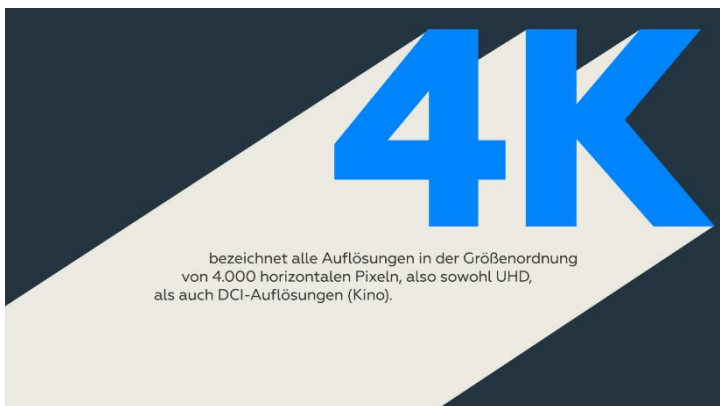 4K
bezeichnet alle Auflösungen in der Größenordnung
von 4.000 horizontalen Pixeln, also sowohl UHD,
als auch DCI-Auflösungen (Kino).